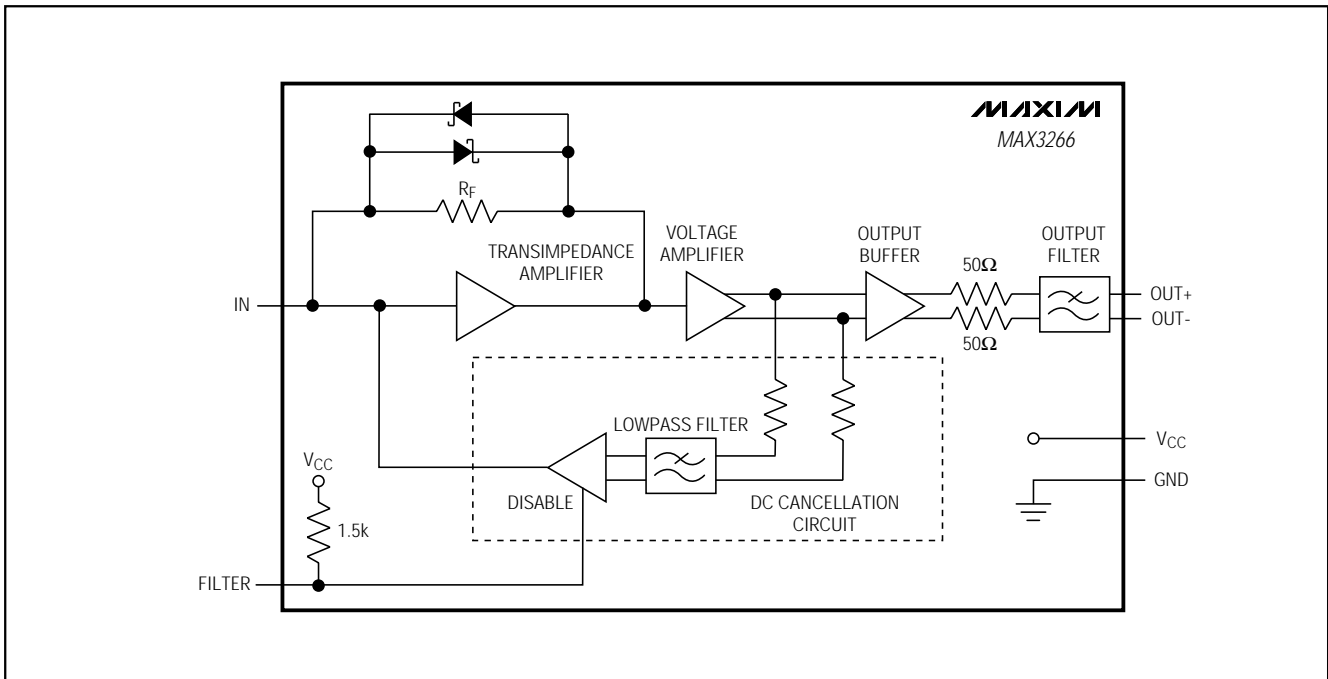 MAXIM
MAX3266
RF
TRANSIMPEDANCE
AMPLIFIER
VOLTAGE
AMPLIFIER
OUTPUT
BUFFER
50Ω
50Ω
OUTPUT
FILTER
IN
OUT+
OUT-
LOWPASS FILTER
DISABLE
DC CANCELLATION
CIRCUIT
VCC
1.5k
FILTER
VCC
GND